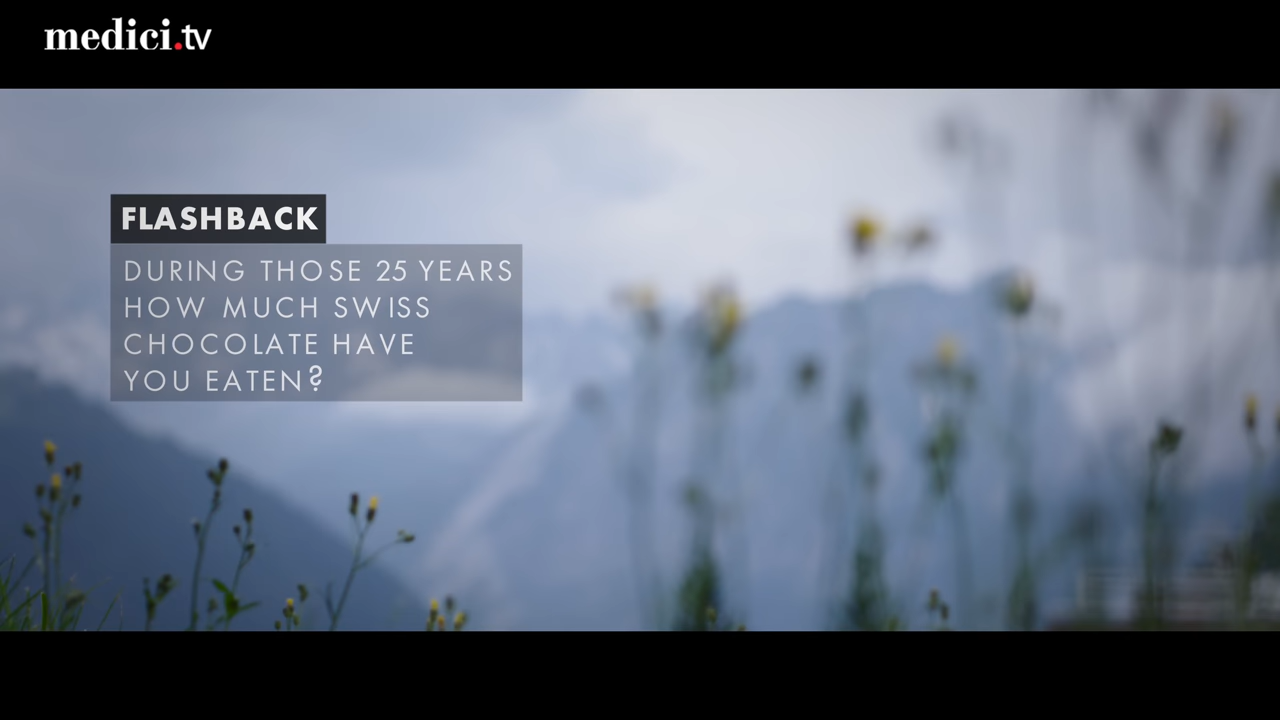 medici.tv
FLASHBACK
DURING THOSE 25 YEARS
HOW MUCH SWISS
CHOCOLATE HAVE
YOU EATEN?